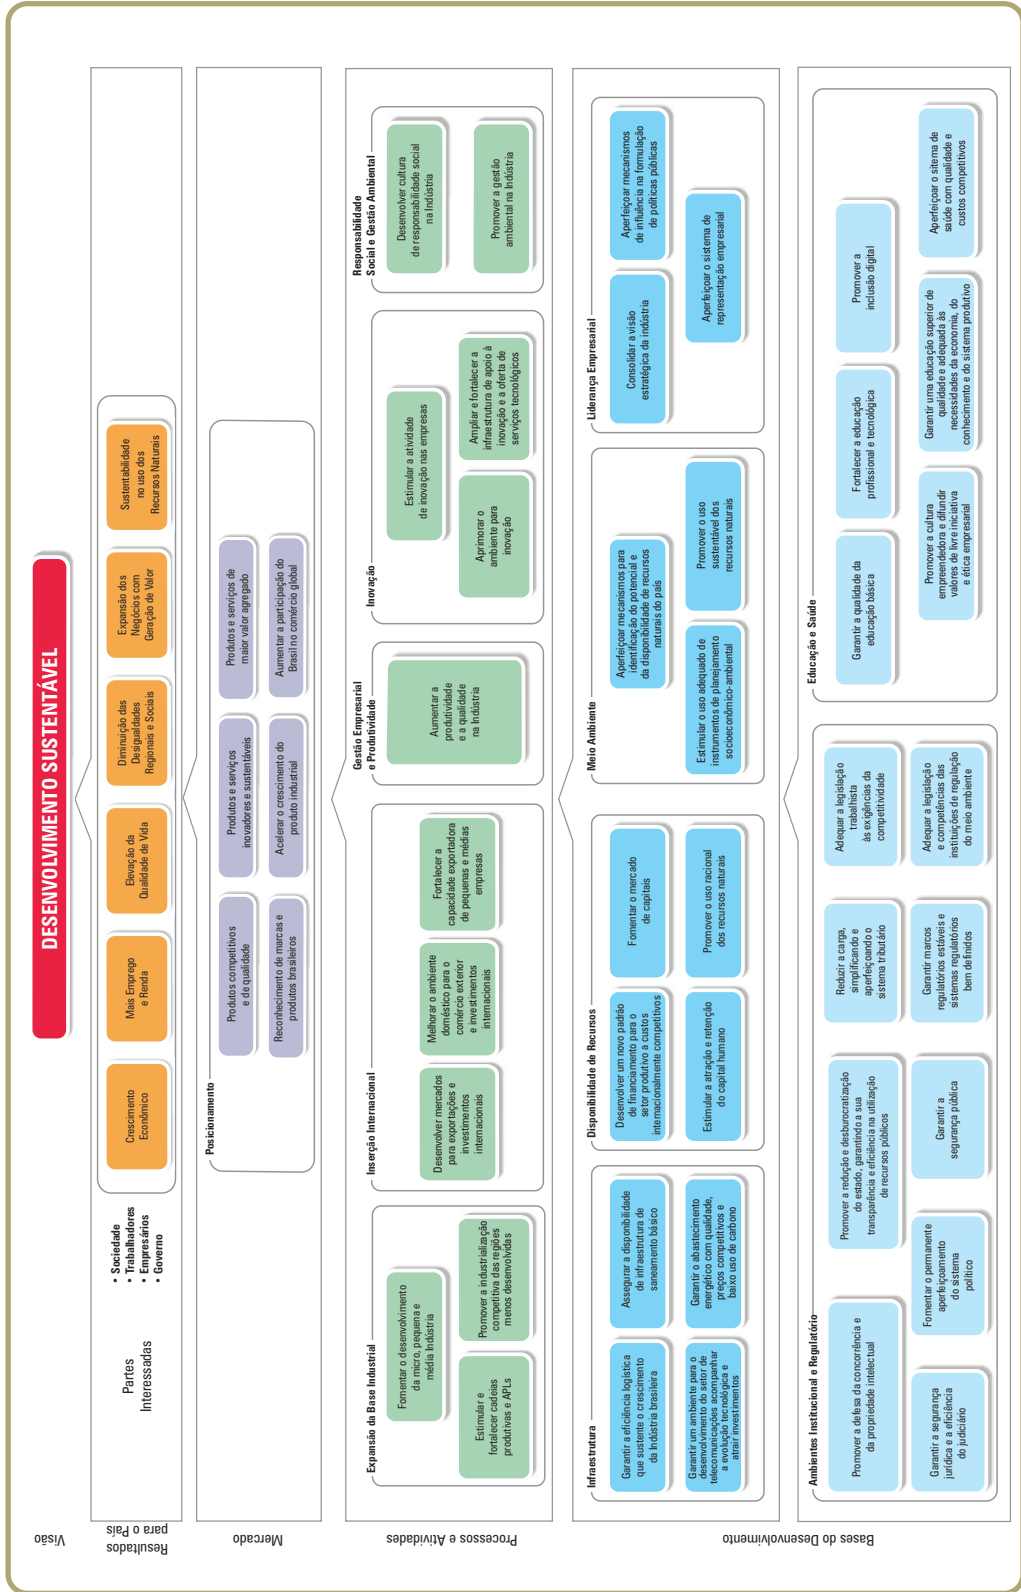 Visão
DESENVOLVIMENTO SUSTENTÁVEL
Resultados
para o País
Partes
Interessadas
• Sociedade
• Trabalhadores
• Empresários
• Governo
Crescimento
Econômico
Mais Emprego
e Renda
Elevação da
Qualidade de Vida
Diminuição das
Desigualdades
Regionais e Sociais
Expansão dos
Negócios com
Geração de Valor
Sustentabilidade
no uso dos
Recursos Naturais
Mercado
Posicionamento
Produtos competitivos
e de qualidade
Produtos e serviços
inovadores e sustentáveis
Produtos e serviços de
maior valor agregado
Reconhecimento de marcas e
produtos brasileiros
Acelerar o crescimento do
produto industrial
Aumentar a participação do
Brasil no comércio global
Processos e Atividades
Expansão da Base Industrial
Fomentar o desenvolvimento
da micro, pequena e
média Indústria
Estimular e
fortalecer cadeias
produtivas e APLs
Promover a industrialização
competitiva das regiões
menos desenvolvidas
Inserção Internacional
Desenvolver mercados
para exportações e
investimentos
internacionais
Melhorar o ambiente
doméstico para o
comércio exterior
e investimentos
internacionais
Fortalecer a
capacidade exportadora
de pequenas e médias
empresas
Gestão Empresarial
e Produtividade
Aumentar a
produtividade
e a qualidade
na Indústria
Inovação
Estimular a atividade
de inovação nas empresas
Aprimorar o
ambiente para
inovação
Ampliar e fortalecer a
infraestrutura de apoio à
inovação e a oferta de
serviços tecnológicos
Responsabilidade
Social e Gestão Ambiental
Desenvolver cultura
de responsabilidade social
na Indústria
Promover a gestão
ambiental na Indústria
Bases do Desenvolvimento
Infraestrutura
Garantir a eficiência logística
que sustente o crescimento
da Indústria brasileira
Assegurar a disponibilidade
de infraestrutura de
saneamento básico
Garantir um ambiente para o
desenvolvimento do setor de
telecomunicações acompanhar
a evolução tecnológica e
atrair investimentos
Garantir o abastecimento
energético com qualidade,
preços competitivos e
baixo uso de carbono
Disponibilidade de Recursos
Desenvolver um novo padrão
de financiamento para o
setor produtivo a custos
internacionalmente competitivos
Fomentar o mercado
de capitais
Estimular a atração e retenção
do capital humano
Promover o uso racional
dos recursos naturais
Meio Ambiente
Aperfeiçoar mecanismos para
identificação do potencial e
da disponibilidade de recursos
naturais do país
Estimular o uso adequado de
instrumentos de planejamento
socioeconômico-ambiental
Promover o uso
sustentável dos
recursos naturais
Liderança Empresarial
Consolidar a visão
estratégica da indústria
Aperfeiçoar mecanismos
de influência na formulação
de políticas públicas
Aperfeiçoar o sistema de
representação empresarial
Ambientes Institucional e Regulatório
Promover a defesa da concorrência e
da propriedade intelectual
Promover a redução e desburocratização
do estado, garantindo a sua
transparência e eficiência na utilização
de recursos públicos
Reduzir a carga,
simplificando e
aperfeiçoando o
sistema tributário
Adequar a legislação
trabalhista
às exigências da
competitividade
Garantir a segurança
jurídica e a eficiência
do judiciário
Fomentar o permanente
aperfeiçoamento
do sistema
político
Garantir a
segurança pública
Garantir marcos
regulatórios estáveis e
sistemas regulatórios
bem definidos
Adequar a legislação
e competências das
instituições de regulação
do meio ambiente
Educação e Saúde
Garantir a qualidade da
educação básica
Fortalecer a educação
profissional e tecnológica
Promover a
inclusão digital
Promover a cultura
empreendedora e difundir
valores de livre iniciativa
e ética empresarial
Garantir uma educação superior de
qualidade e adequada às
necessidades da economia, do
conhecimento e do sistema produtivo
Aperfeiçoar o sitema de
saúde com qualidade e
custos competitivos